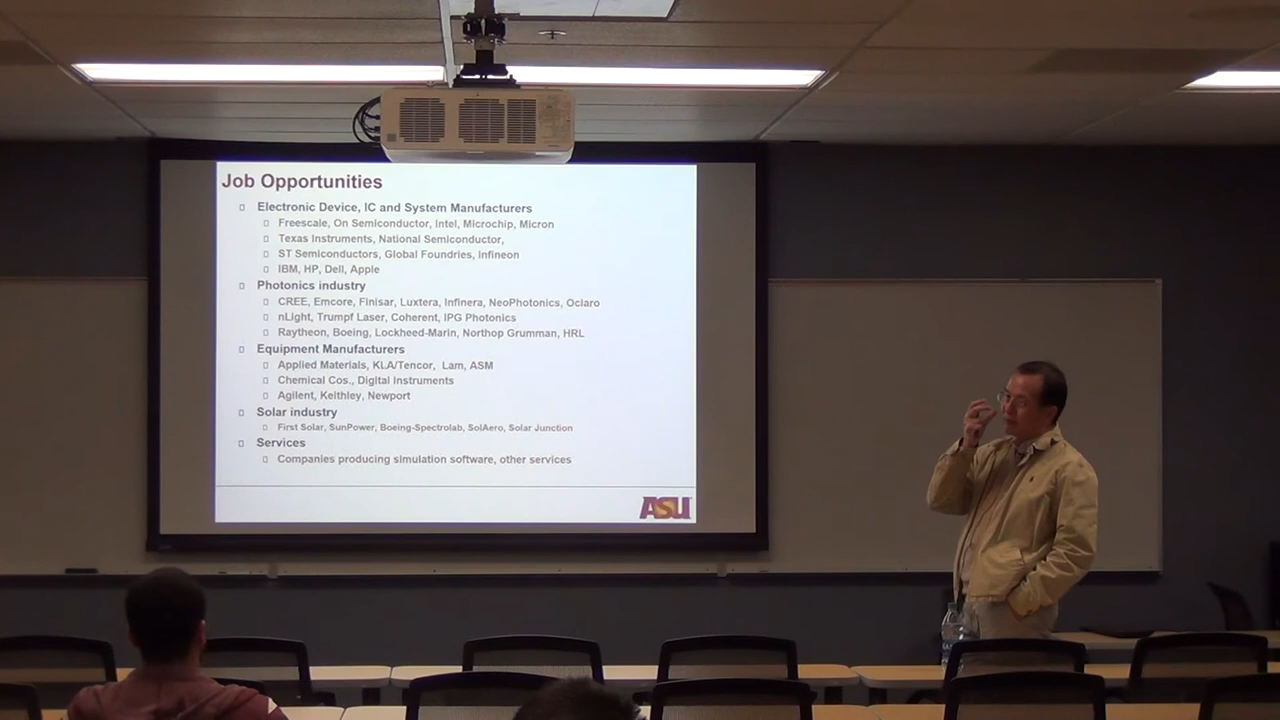 Job Opportunities
Electronic Device, IC and System Manufacturers
Freescale, On Semiconductor, Intel, Microchip, Micron
Texas Instruments, National Semiconductor,
ST Semiconductors, Global Foundries, Infineon
IBM, HP, Dell, Apple
Photonics industry
CREE, Emcore, Finisar, Luxtera, Infinera, NeoPhotonics, Oclaro
nLight, Trumpf Laser, Coherent, IPG Photonics
Raytheon, Boeing, Lockheed-Marin, Northop Grumman, HRL
Equipment Manufacturers
Applied Materials, KLA/Tencor, Lam, ASM
Chemical Cos., Digital Instruments
Agilent, Keithley, Newport
Solar industry
First Solar, SunPower, Boeing-Spectrolab, SolAero, Solar Junction
Services
Companies producing simulation software, other services
ASU